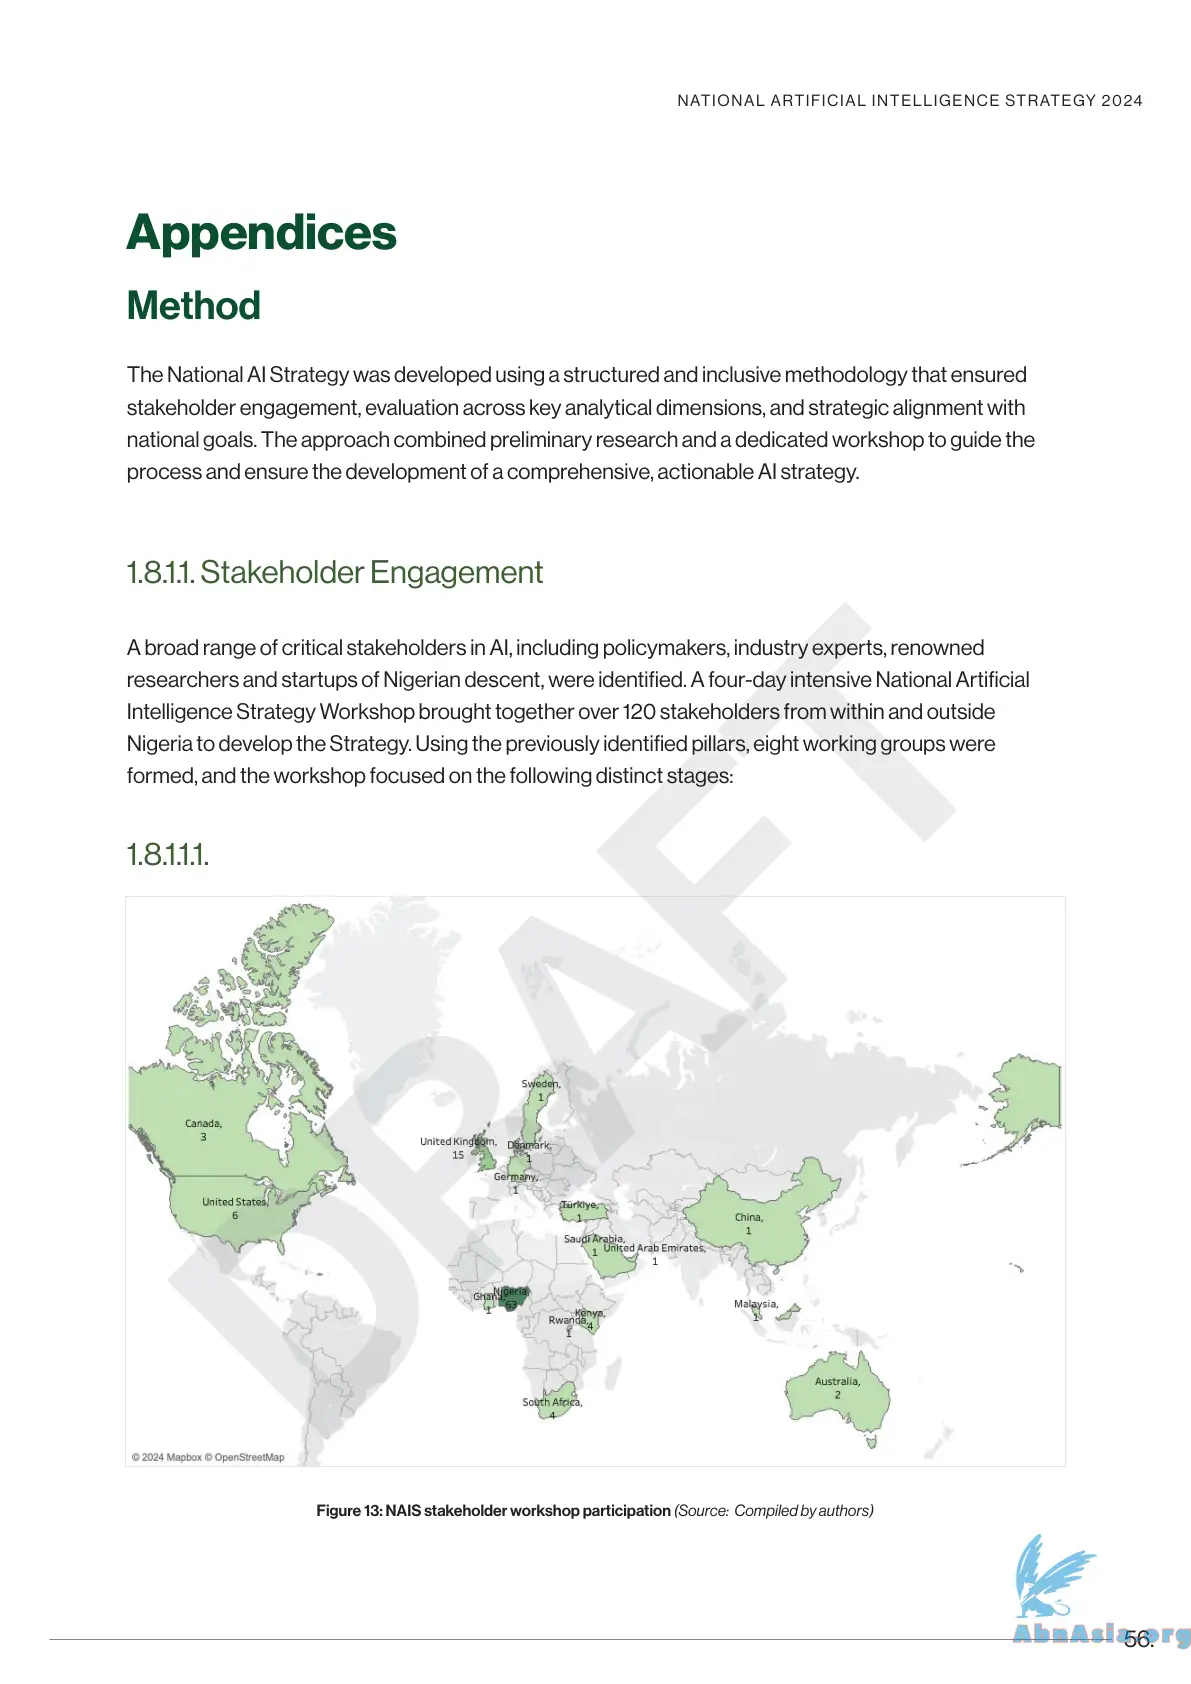 NATIONAL ARTIFICIAL INTELLIGENCE STRATEGY 2024
Appendices
Method
The National AI Strategy was developed using a structured and inclusive methodology that ensured
stakeholder engagement, evaluation across key analytical dimensions, and strategic alignment with
national goals. The approach combined preliminary research and a dedicated workshop to guide the
process and ensure the development of a comprehensive, actionable AI strategy.
1.8.1.1. Stakeholder Engagement
A broad range of critical stakeholders in AI, including policymakers, industry experts, renowned
researchers and startups of Nigerian descent, were identified. A four-day intensive National Artificial
Intelligence Strategy Workshop brought together over 120 stakeholders from within and outside
Nigeria to develop the Strategy. Using the previously identified pillars, eight working groups were
formed, and the workshop focused on the following distinct stages:
1.8.1.1.1.
DRAFT
Sweden,
1
Canada,
3
United Kingdom,
15
Denmark,
1
Germany,
1
United States,
6
Türkiye,
1
China,
1
Saudi Arabia,
1
United Arab Emirates,
1
Nigeria,
63
Ghana,
1
Malaysia,
1
Kenya,
4
Rwanda,
1
Australia,
2
South Africa,
4
© 2024 Mapbox © OpenStreetMap
Figure 13: NAIS stakeholder workshop participation (Source: Compiled by authors)
AbnAsia.org
56.